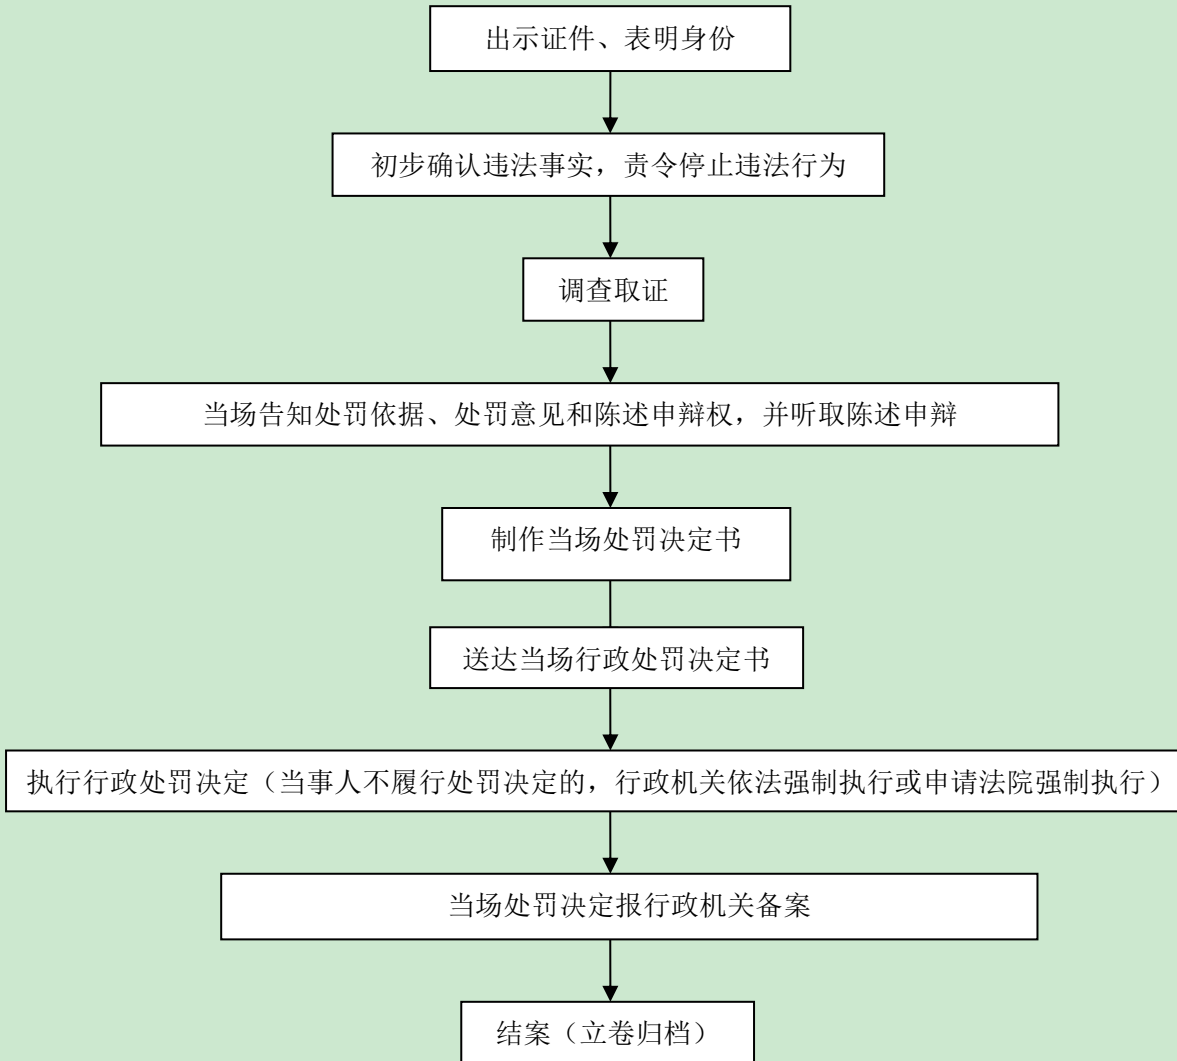 出示证件、表明身份
初步确认违法事实，责令停止违法行为
调查取证
当场告知处罚依据、处罚意见和陈述申辩权，并听取陈述申辩
制作当场处罚决定书
送达当场行政处罚决定书
执行行政处罚决定（当事人不履行处罚决定的，行政机关依法强制执行或申请法院强制执行）
当场处罚决定报行政机关备案
结案（立卷归档）